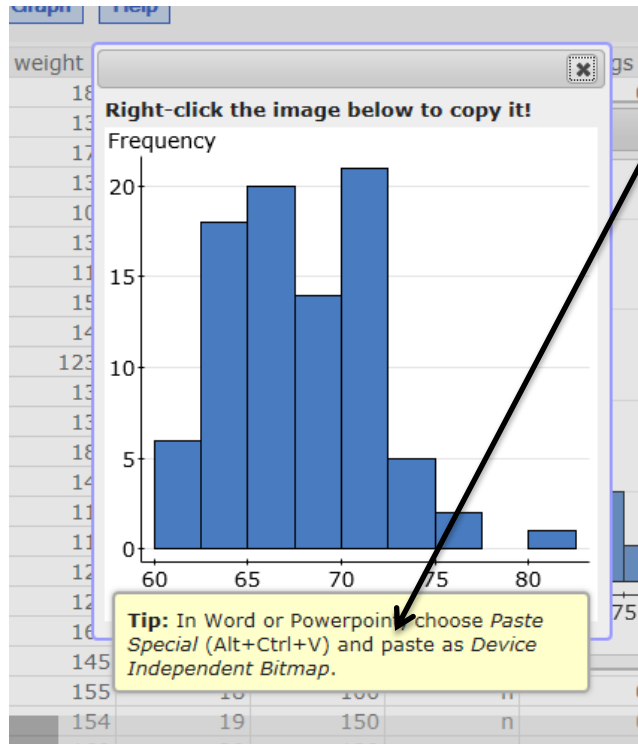 Graph Help
weight gs
18
13 Right-click the image below to copy it!
17 Frequency
13 20
10
13
11 15
15
14
123 10
13
13
18 5
14
11
11 0
12 60 65 70 75 80
12 Tip: In Word or Powerpoint, choose Paste 75
16 Special (Alt+Ctrl+V) and paste as Device
145 Independent Bitmap.
155 18 160 n
154 19 150 n